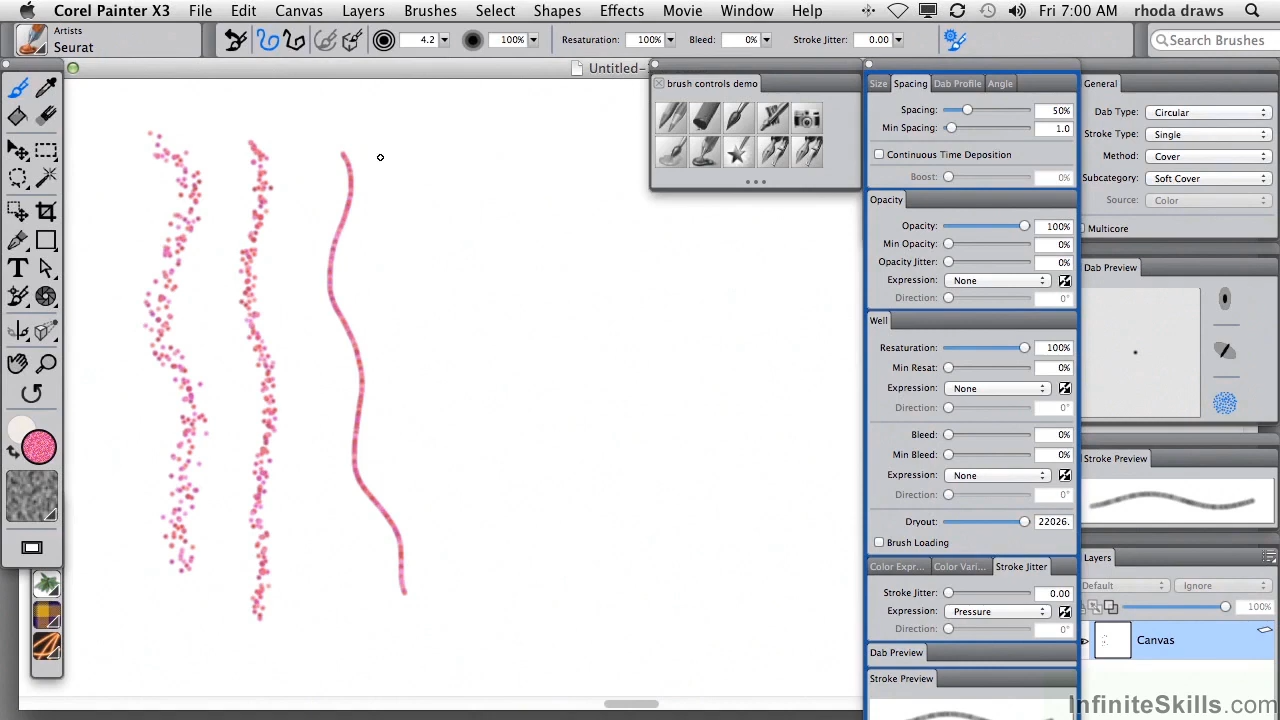 Corel Painter X3 File Edit Canvas Layers Brushes Select Shapes Effects Movie Window Help Fri 7:00 AM rhoda draws
Artists
Seurat
4.2 100% Resaturation: 100% Bleed: 0% Stroke Jitter: 0.00 Search Brushes
Untitled-
brush controls demo
Size Spacing Dab Profile Angle
Spacing: 50%
Min Spacing: 1.0
Continuous Time Deposition
Boost: 0%
Opacity
Opacity: 100%
Min Opacity: 0%
Opacity Jitter: 0%
Expression: None
Direction: 0°
Well
Resaturation: 100%
Min Resat: 0%
Expression: None
Direction: 0°
Bleed: 0%
Min Bleed: 0%
Expression: None
Direction: 0°
Dryout: 22026.
Brush Loading
Color Expr... Color Vari... Stroke Jitter
Stroke Jitter: 0.00
Expression: Pressure
Direction: 0°
Dab Preview
Stroke Preview
General
Dab Type: Circular
Stroke Type: Single
Method: Cover
Subcategory: Soft Cover
Source: Color
Multicore
Dab Preview
Stroke Preview
Layers
Default Ignore
100%
Canvas
InfiniteSkills.com